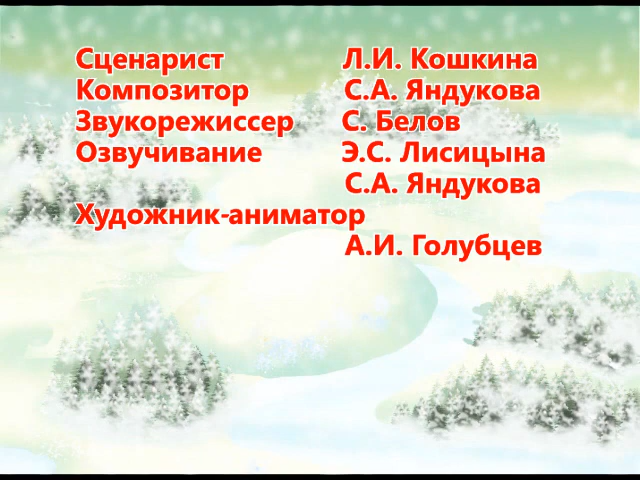 Сценарист Л.И. Кошкина
Композитор С.А. Яндукова
Звукорежиссер С. Белов
Озвучивание Э.С. Лисицына
С.А. Яндукова
Художник-аниматор
А.И. Голубцев